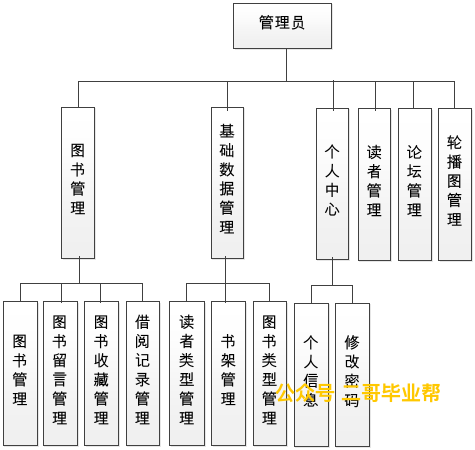 管理员
图书管理
基础数据管理
个人中心
读者管理
论坛管理
轮播图管理
图书管理
图书留言管理
图书收藏管理
借阅记录管理
读者类型管理
书架管理
图书类型管理
个人信息
修改密码
公众号 二哥毕业帮